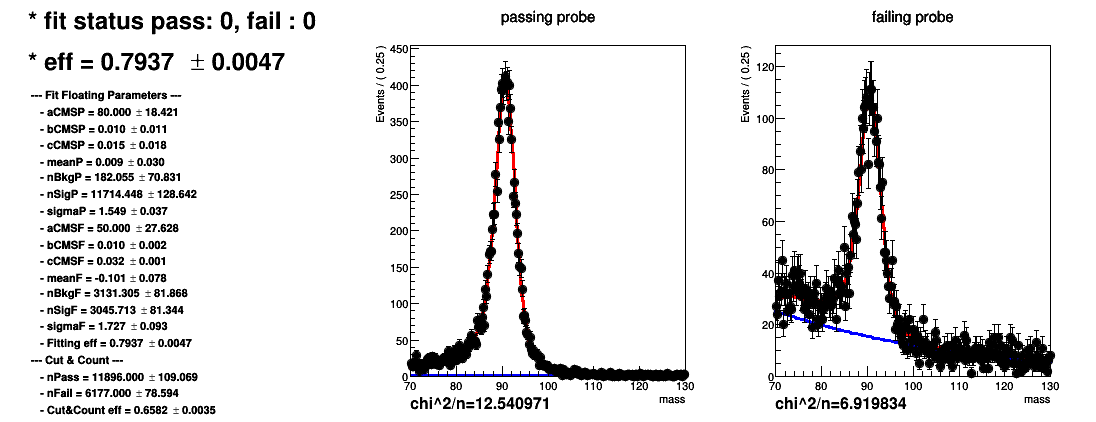 * fit status pass: 0, fail : 0
* eff = 0.7937 ± 0.0047
--- Fit Floating Parameters ---
- aCMSP = 80.000 ± 18.421
- bCMSP = 0.010 ± 0.011
- cCMSP = 0.015 ± 0.018
- meanP = 0.009 ± 0.030
- nBkgP = 182.055 ± 70.831
- nSigP = 11714.448 ± 128.642
- sigmaP = 1.549 ± 0.037
- aCMSF = 50.000 ± 27.628
- bCMSF = 0.010 ± 0.002
- cCMSF = 0.032 ± 0.001
- meanF = -0.101 ± 0.078
- nBkgF = 3131.305 ± 81.868
- nSigF = 3045.713 ± 81.344
- sigmaF = 1.727 ± 0.093
- Fitting eff = 0.7937 ± 0.0047
--- Cut & Count ---
- nPass = 11896.000 ± 109.069
- nFail = 6177.000 ± 78.594
- Cut&Count eff = 0.6582 ± 0.0035
passing probe
Events / ( 0.25 )
450
400
350
300
250
200
150
100
50
0
70 80 90 100 110 120 130
mass
chi^2/n=12.540971
failing probe
Events / ( 0.25 )
120
100
80
60
40
20
0
70 80 90 100 110 120 130
mass
chi^2/n=6.919834